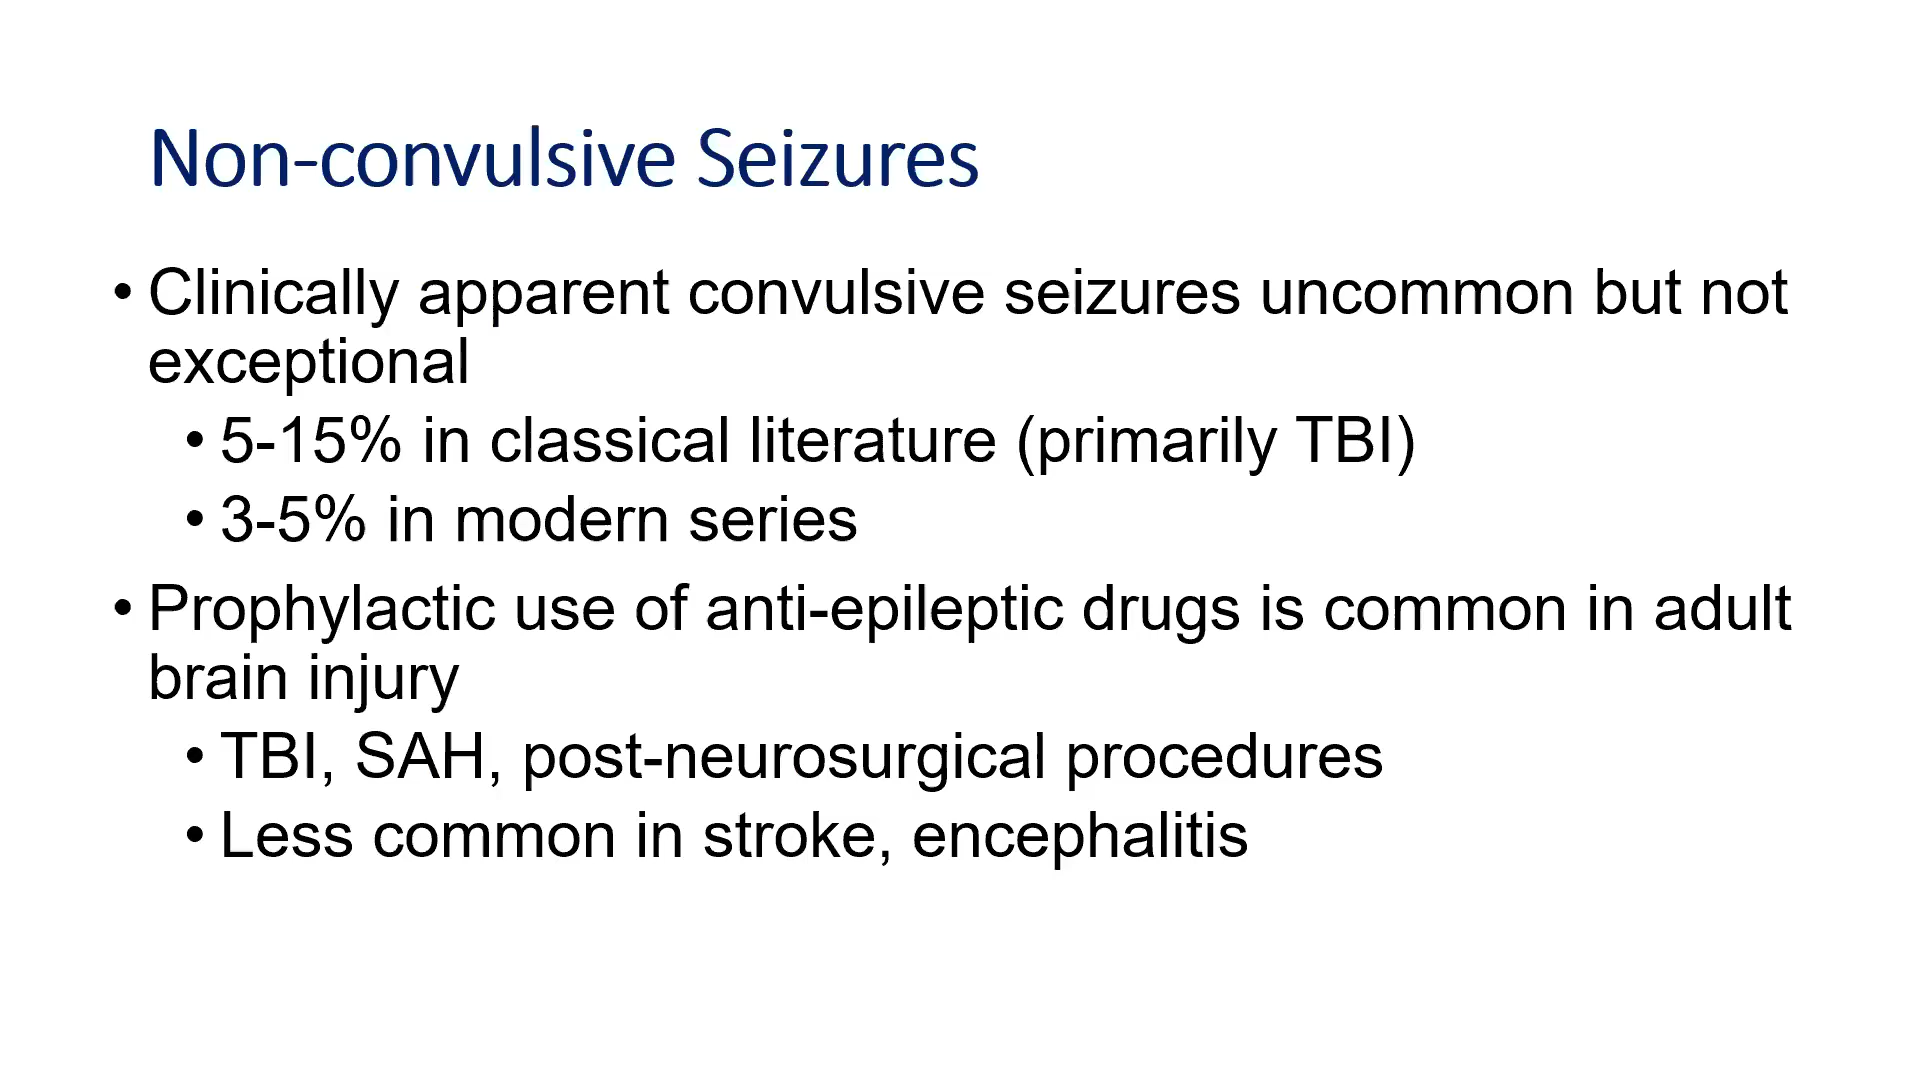 Non-convulsive Seizures
• Clinically apparent convulsive seizures uncommon but not
exceptional
• 5-15% in classical literature (primarily TBI)
• 3-5% in modern series
• Prophylactic use of anti-epileptic drugs is common in adult
brain injury
• TBI, SAH, post-neurosurgical procedures
• Less common in stroke, encephalitis